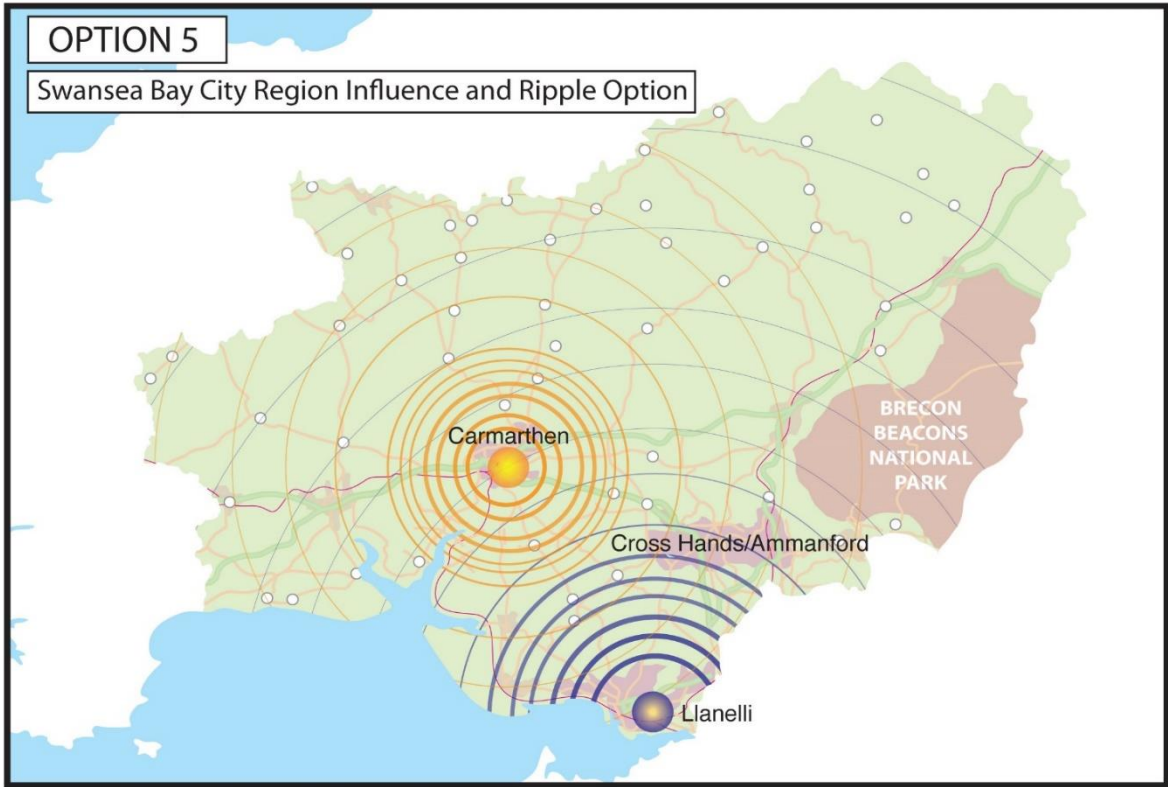 OPTION 5
Swansea Bay City Region Influence and Ripple Option
BRECON
BEACONS
NATIONAL
PARK
Carmarthen
Cross Hands/Ammanford
Llanelli